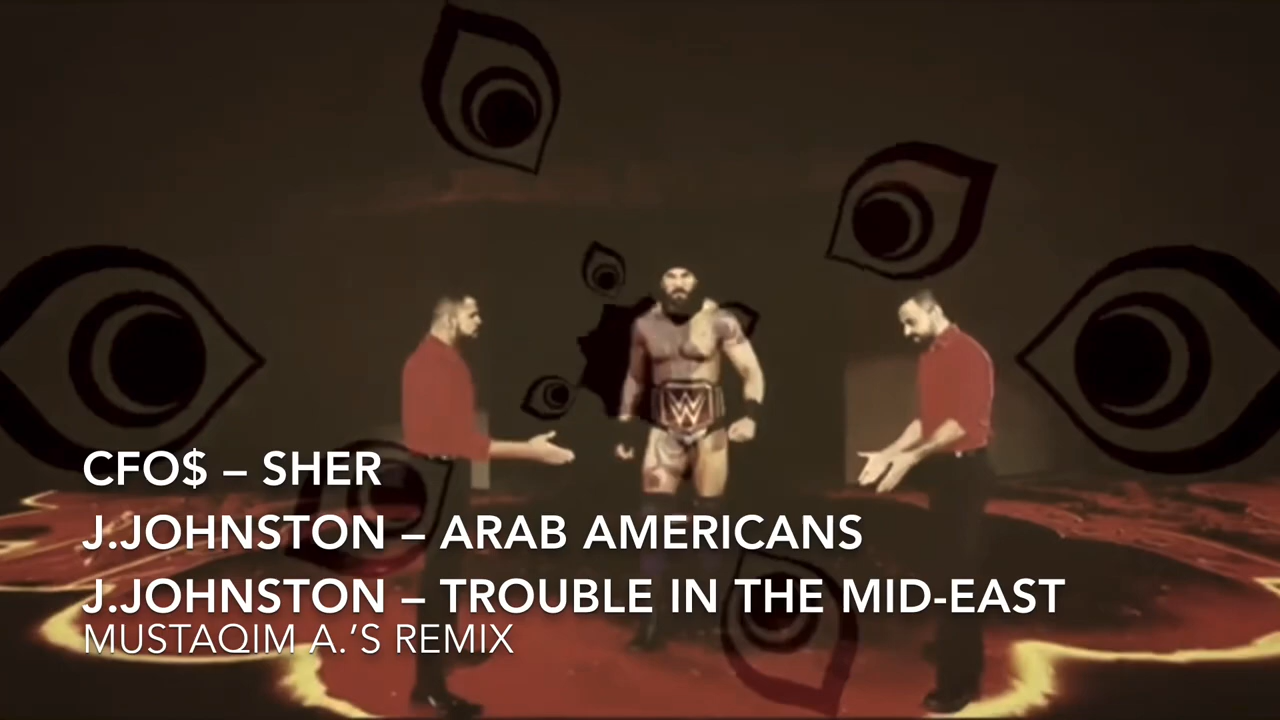 CFO$ – SHER
J.JOHNSTON – ARAB AMERICANS
J.JOHNSTON – TROUBLE IN THE MID-EAST
MUSTAQIM A.'S REMIX